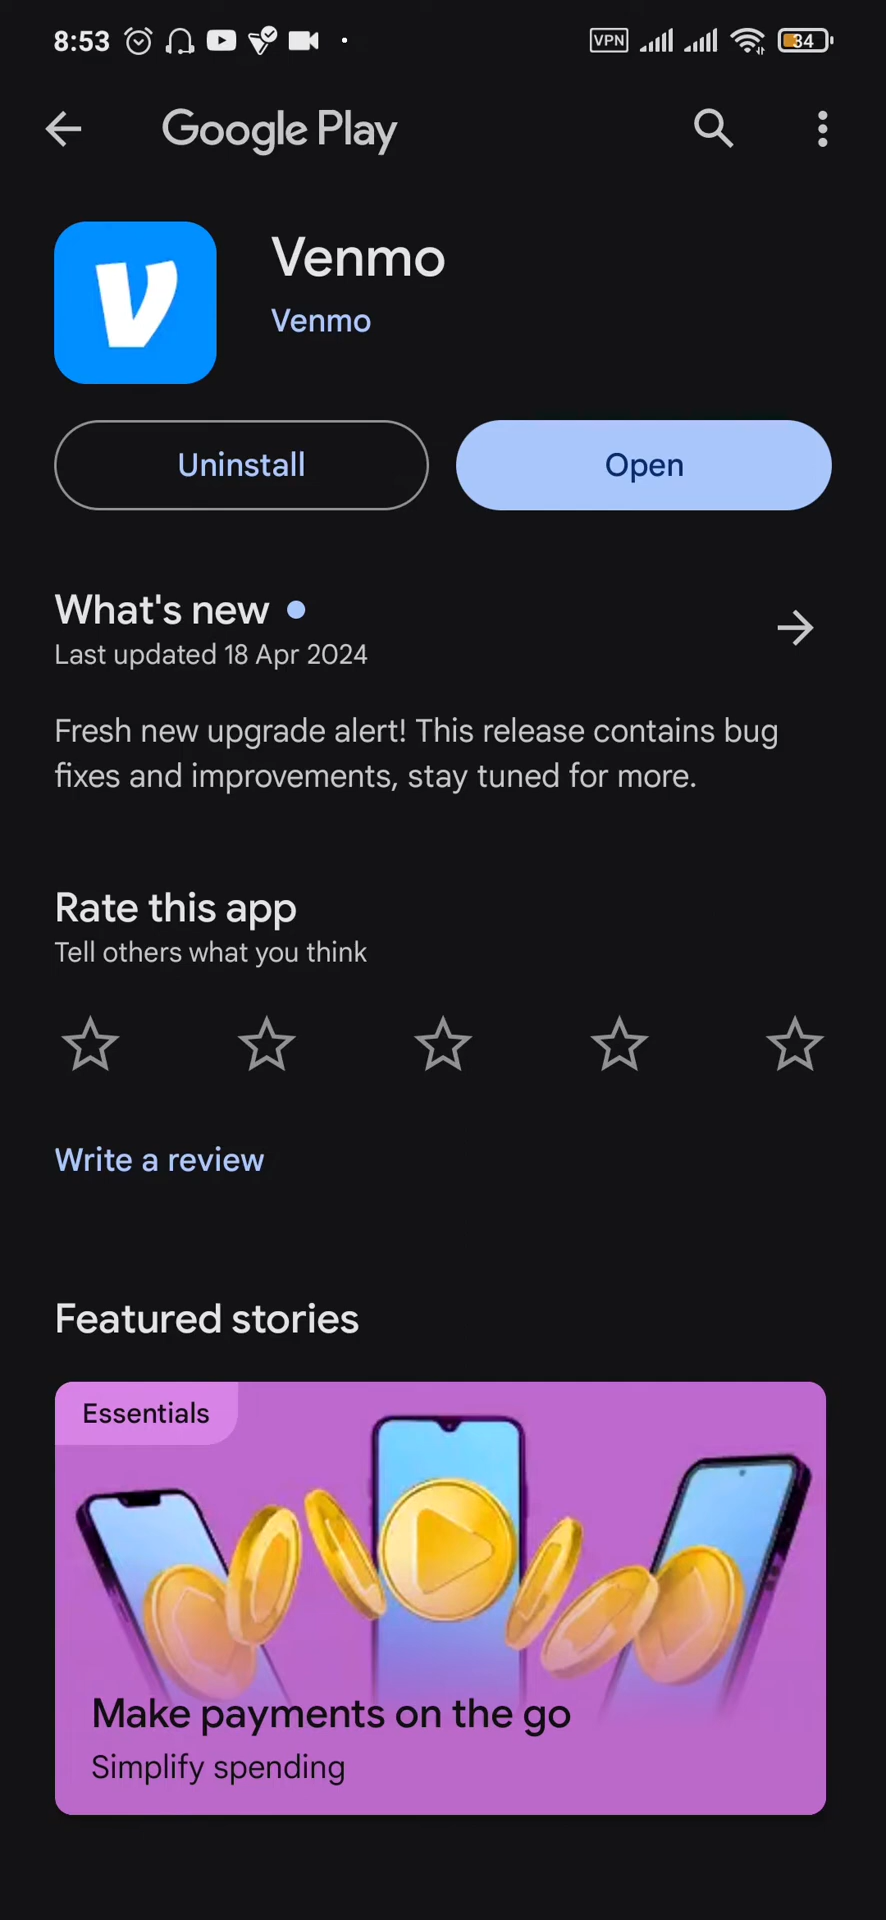 8:53
VPN
34
Google Play
Venmo
Venmo
Uninstall
Open
What's new
Last updated 18 Apr 2024
Fresh new upgrade alert! This release contains bug
fixes and improvements, stay tuned for more.
Rate this app
Tell others what you think
Write a review
Featured stories
Essentials
Make payments on the go
Simplify spending